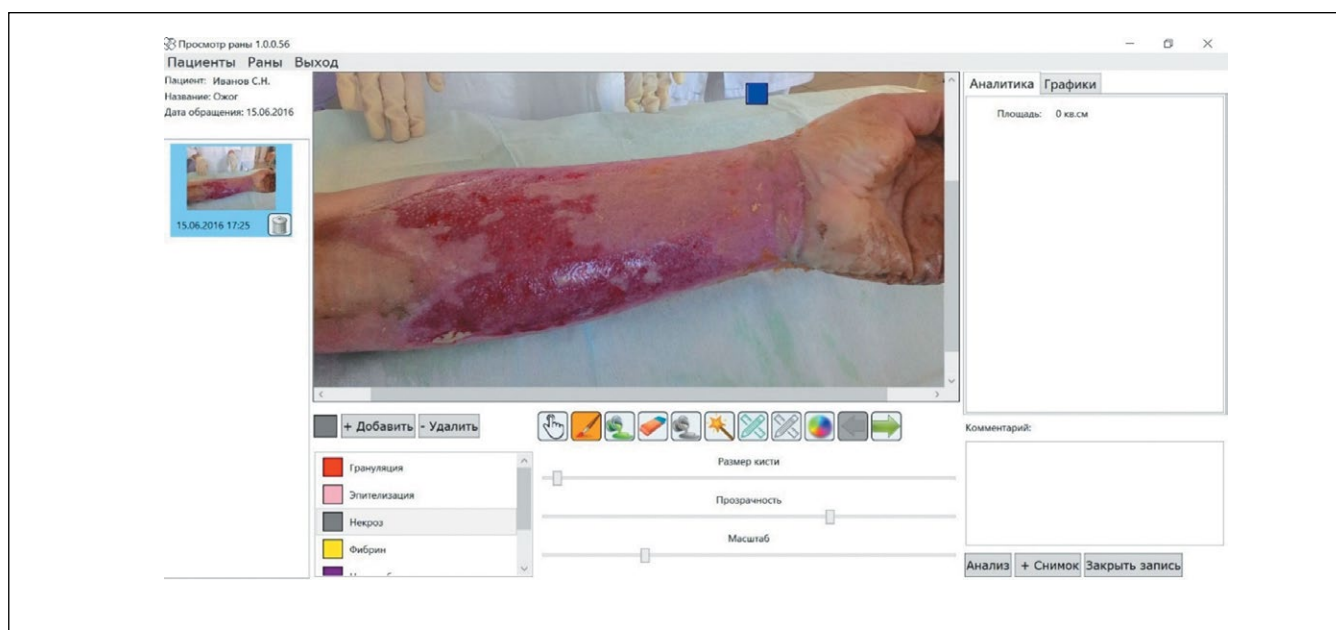 Просмотр раны 1.0.0.56
Пациенты Раны Выход
Пациент: Иванов С.Н.
Название: Ожог
Дата обращения: 15.06.2016
15.06.2016 17:25
Аналитика Графики
Площадь: 0 кв.см
+ Добавить - Удалить
Грануляция
Эпителизация
Некроз
Фибрин
Размер кисти
Прозрачность
Масштаб
Комментарий:
Анализ + Снимок Закрыть запись